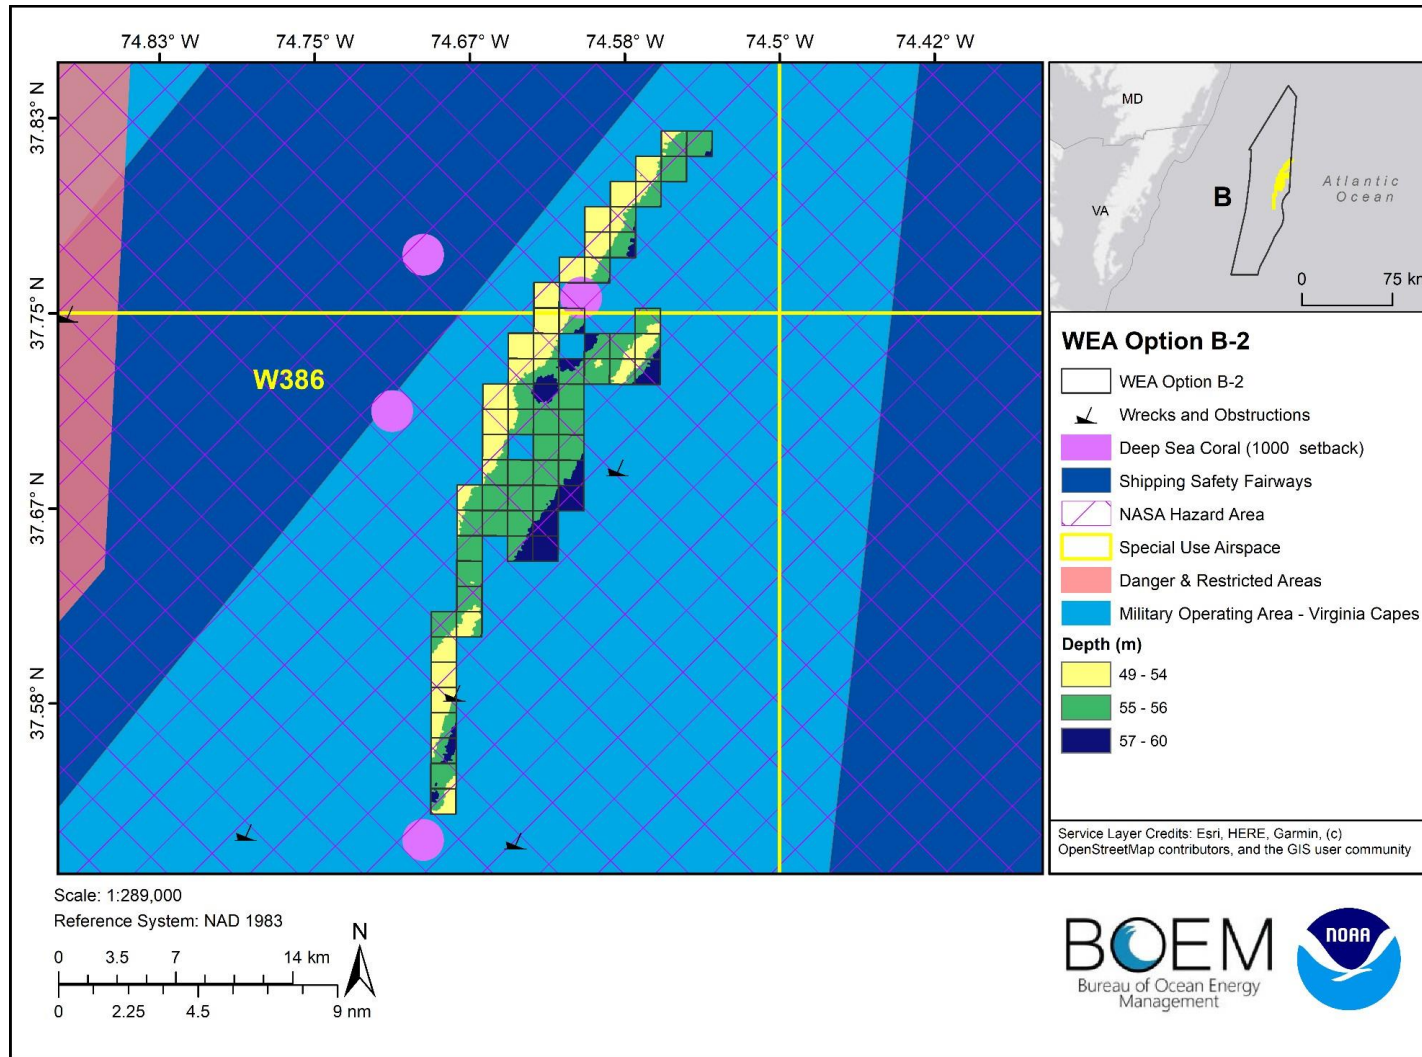 74.83° W
74.75° W
74.67° W
74.58° W
74.5° W
74.42° W
37.83° N
37.75° N
37.67° N
37.58° N
W386
MD
VA
B
Atlantic
Ocean
0
75 km
WEA Option B-2
WEA Option B-2
Wrecks and Obstructions
Deep Sea Coral (1000 setback)
Shipping Safety Fairways
NASA Hazard Area
Special Use Airspace
Danger & Restricted Areas
Military Operating Area - Virginia Capes
Depth (m)
49 - 54
55 - 56
57 - 60
Service Layer Credits: Esri, HERE, Garmin, (c)
OpenStreetMap contributors, and the GIS user community
Scale: 1:289,000
Reference System: NAD 1983
0 3.5 7 14 km
0 2.25 4.5 9 nm
N
BOEM
Bureau of Ocean Energy
Management
NOAA